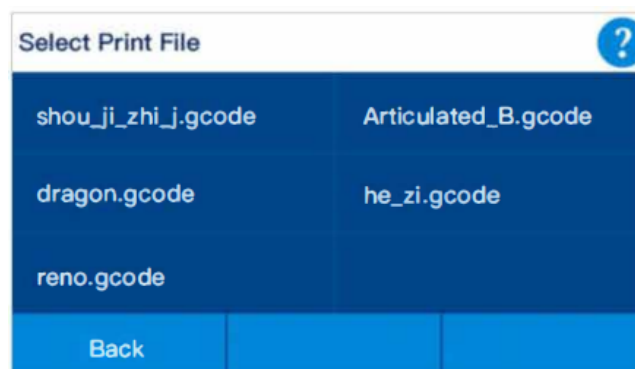 Select Print File
?
shou_ji_zhi_j.gcode
Articulated_B.gcode
dragon.gcode
he_zi.gcode
reno.gcode
Back